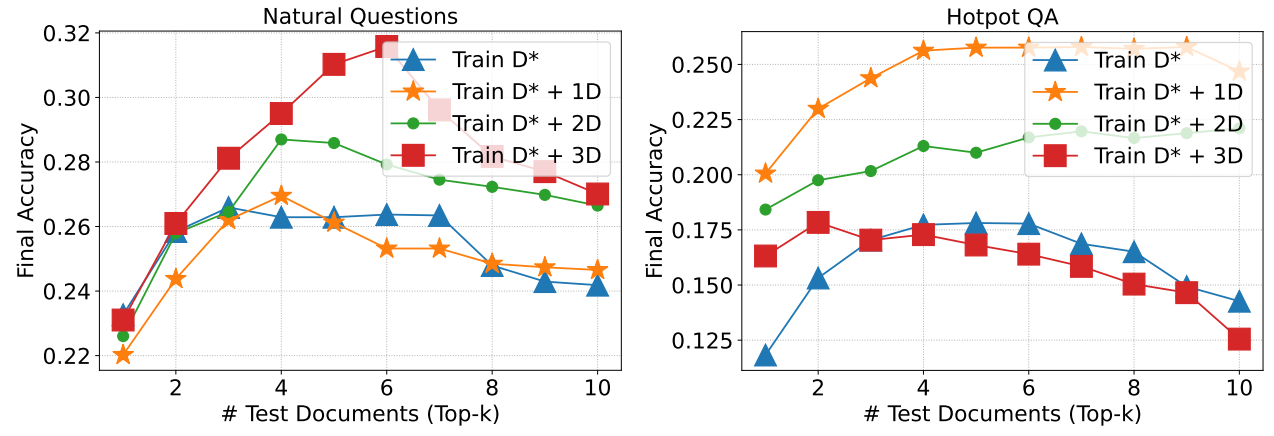 Natural Questions
Final Accuracy
0.32
0.30
0.28
0.26
0.24
0.22
2
4
6
8
10
# Test Documents (Top-k)
Train D*
Train D* + 1D
Train D* + 2D
Train D* + 3D
Hotpot QA
Final Accuracy
0.250
0.225
0.200
0.175
0.150
0.125
2
4
6
8
10
# Test Documents (Top-k)
Train D*
Train D* + 1D
Train D* + 2D
Train D* + 3D